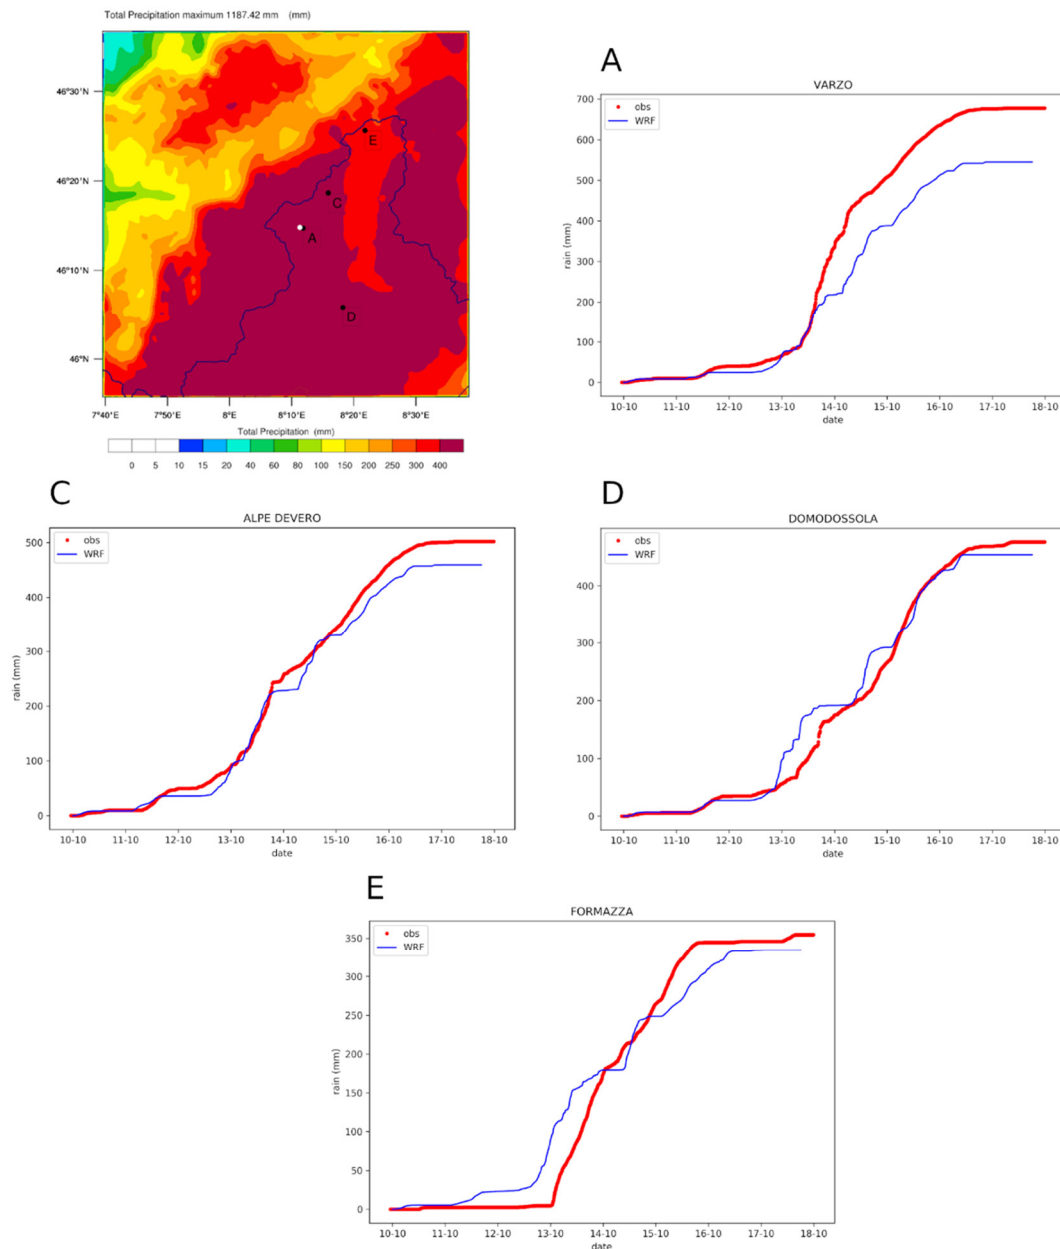 Total Precipitation maximum 1187.42 mm (mm)
46°30'N
46°20'N
46°10'N
46°N
E
C
A
D
7°40'E 7°50'E 8°E 8°10'E 8°20'E 8°30'E
Total Precipitation (mm)
0 5 10 15 20 40 60 80 100 150 200 250 300 400
A
VARZO
obs
WRF
700
600
500
400
300
200
100
0
rain (mm)
10-10 11-10 12-10 13-10 14-10 15-10 16-10 17-10 18-10
date
C
ALPE DEVERO
obs
WRF
500
400
300
200
100
0
rain (mm)
10-10 11-10 12-10 13-10 14-10 15-10 16-10 17-10 18-10
date
D
DOMODOSSOLA
obs
WRF
400
300
200
100
0
rain (mm)
10-10 11-10 12-10 13-10 14-10 15-10 16-10 17-10 18-10
date
E
FORMAZZA
obs
WRF
350
300
250
200
150
100
50
0
rain (mm)
10-10 11-10 12-10 13-10 14-10 15-10 16-10 17-10 18-10
date